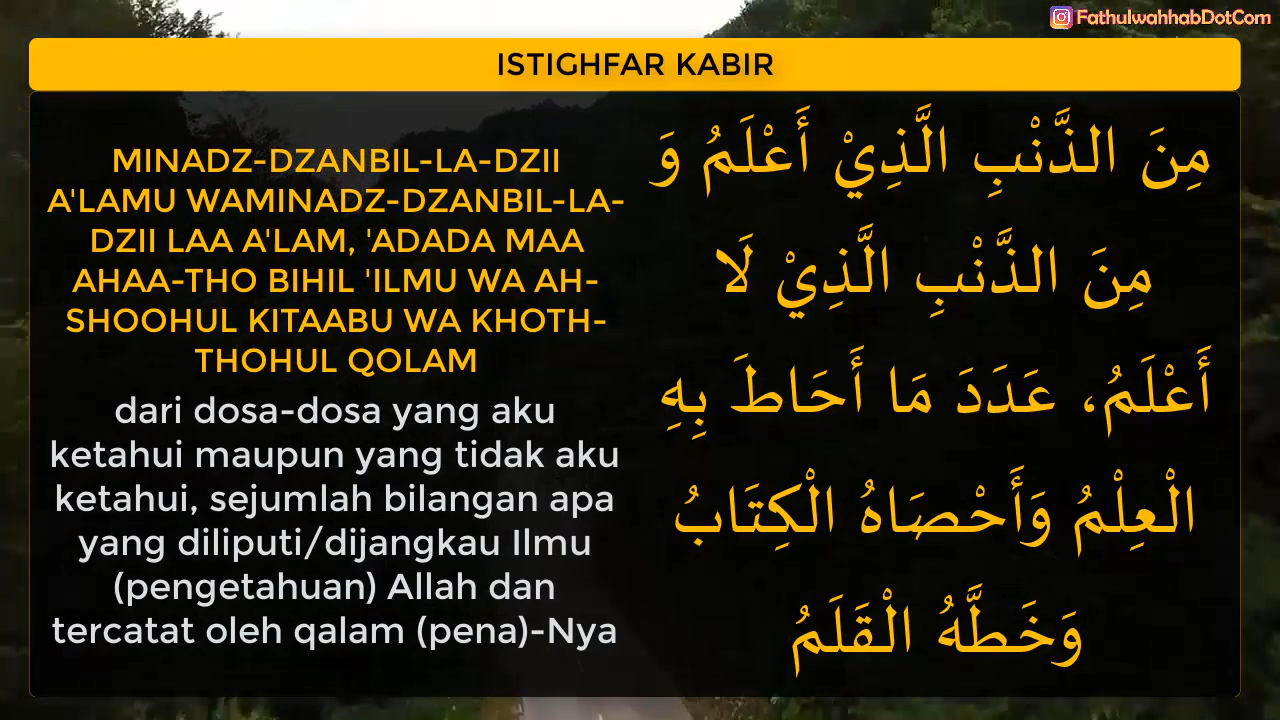 FathulwahhabDotCom
ISTIGHFAR KABIR
MINADZ-DZANBIL-LA-DZII
A'LAMU WAMINADZ-DZANBIL-LA-
DZII LAA A'LAM, 'ADADA MAA
AHAA-THO BIHIL 'ILMU WA AH-
SHOOHUL KITAABU WA KHOTH-
THOHUL QOLAM
dari dosa-dosa yang aku
ketahui maupun yang tidak aku
ketahui, sejumlah bilangan apa
yang diliputi/dijangkau Ilmu
(pengetahuan) Allah dan
tercatat oleh qalam (pena)-Nya
مِنَ الذَّنْبِ الَّذِيْ أَعْلَمُ وَ
مِنَ الذَّنْبِ الَّذِيْ لَا
أَعْلَمُ، عَدَدَ مَا أَحَاطَ بِهِ
الْعِلْمُ وَأَحْصَاهُ الْكِتَابُ
وَخَطَّهُ الْقَلَمُ